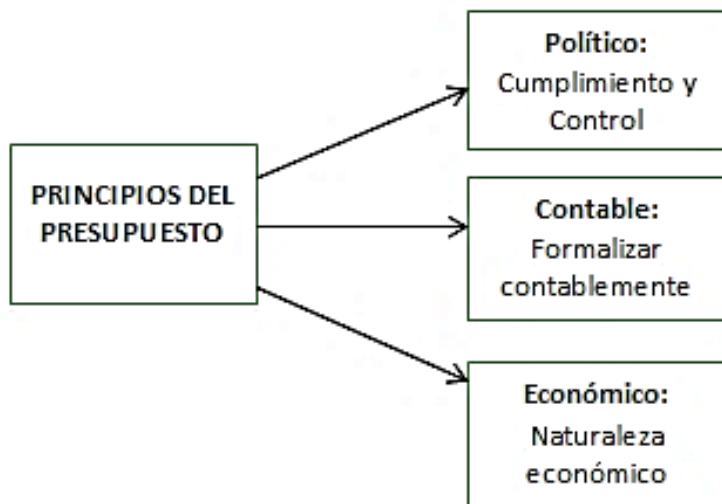 Político:
Cumplimiento y
Control
PRINCIPIOS DEL
PRESUPUESTO
Contable:
Formalizar
contablemente
Económico:
Naturaleza
económico